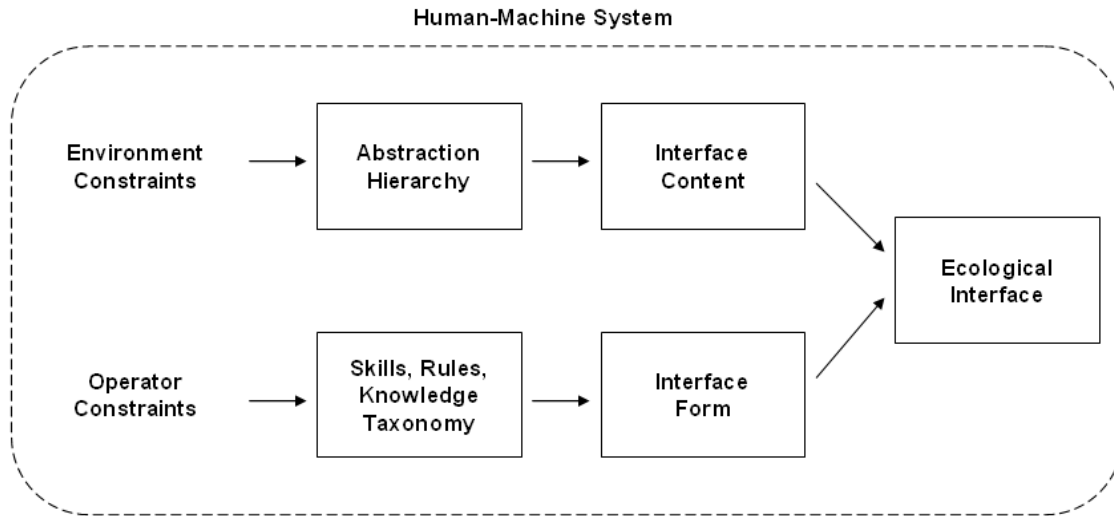 Human-Machine System
Environment
Constraints
Abstraction
Hierarchy
Interface
Content
Ecological
Interface
Operator
Constraints
Skills, Rules,
Knowledge
Taxonomy
Interface
Form